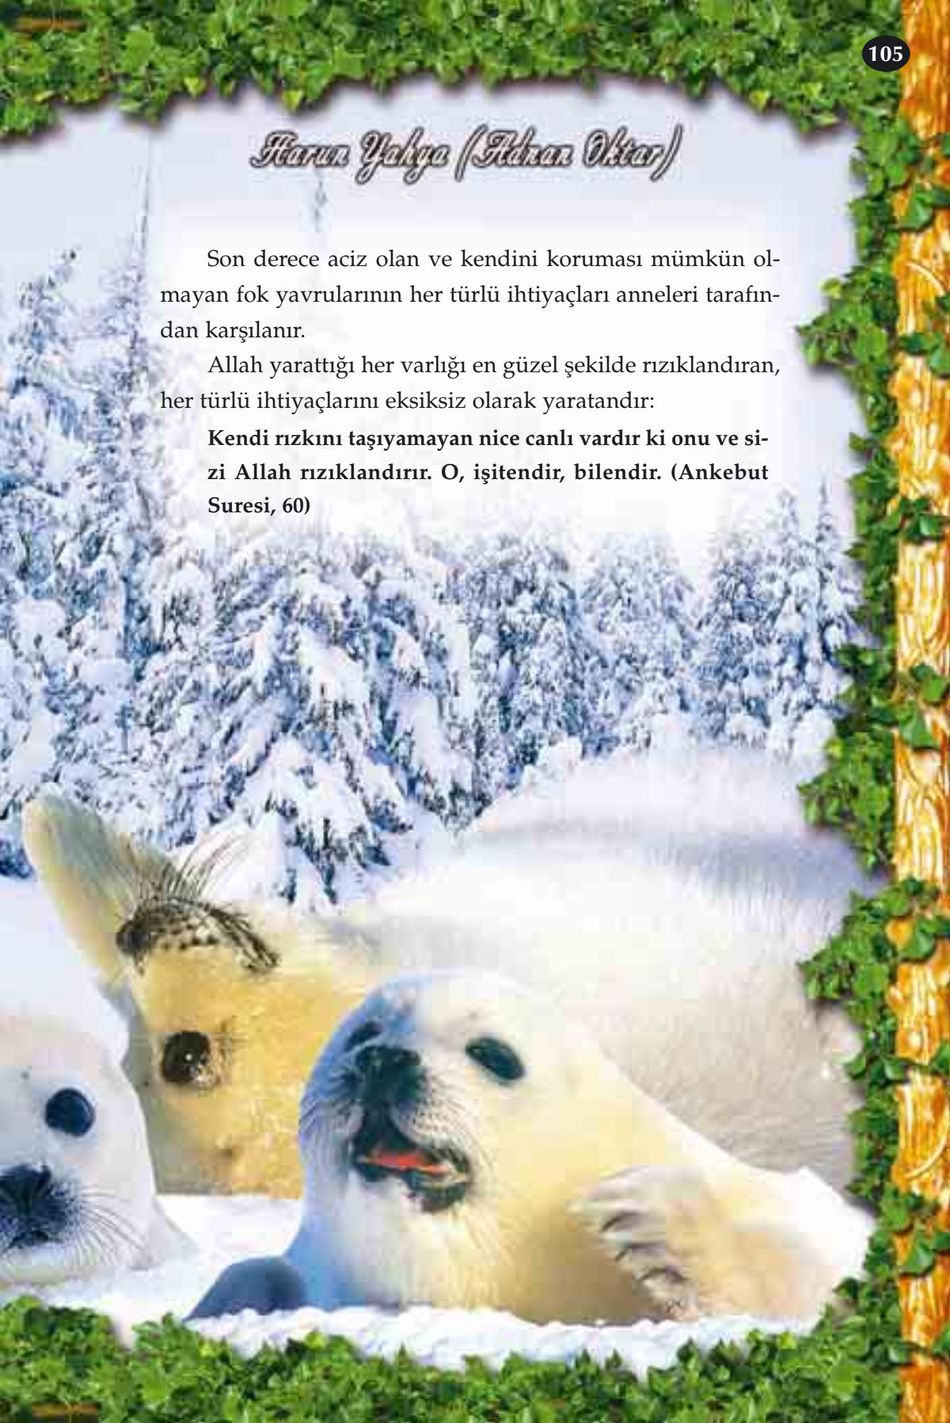 105
Harun Yahya (Adnan Oktar)
Son derece aciz olan ve kendini koruması mümkün ol-
mayan fok yavrularının her türlü ihtiyaçları anneleri tarafın-
dan karşılanır.
Allah yarattığı her varlığı en güzel şekilde rızıklandıran,
her türlü ihtiyaçlarını eksiksiz olarak yaratandır:
Kendi rızkını taşıyamayan nice canlı vardır ki onu ve si-
zi Allah rızıklandırır. O, işitendir, bilendir. (Ankebut
Suresi, 60)